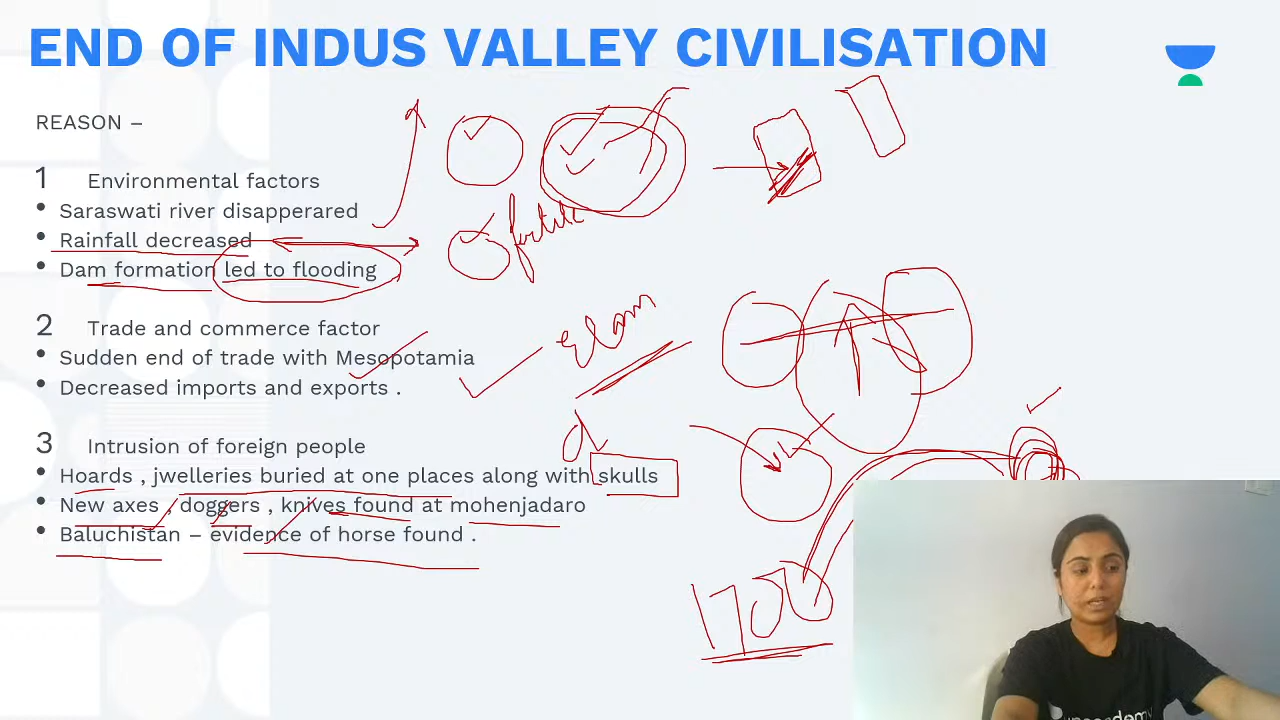 END OF INDUS VALLEY CIVILISATION
REASON –
1 Environmental factors
• Saraswati river disapperared
• Rainfall decreased
• Dam formation led to flooding
fertile
2 Trade and commerce factor
• Sudden end of trade with Mesopotamia
• Decreased imports and exports .
Elam
3 Intrusion of foreign people
• Hoards , jwelleries buried at one places along with skulls
• New axes , doggers , knives found at mohenjadaro
• Baluchistan – evidence of horse found .
1700